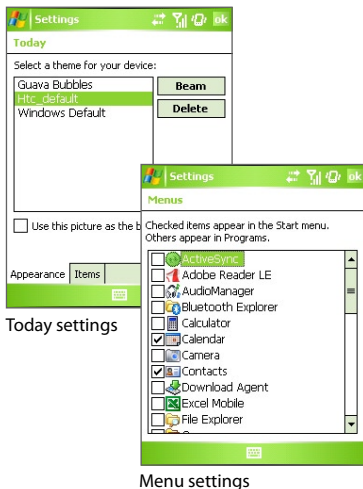 Settings
ok
Today
Select a theme for your device:
Guava Bubbles
Htc_default
Windows Default
Beam
Delete
Use this picture as the b
Appearance
Items
Today settings
Settings
ok
Menus
Checked items appear in the Start menu.
Others appear in Programs.
ActiveSync
Adobe Reader LE
AudioManager
Bluetooth Explorer
Calculator
Calendar
Camera
Contacts
Download Agent
Excel Mobile
File Explorer
Menu settings